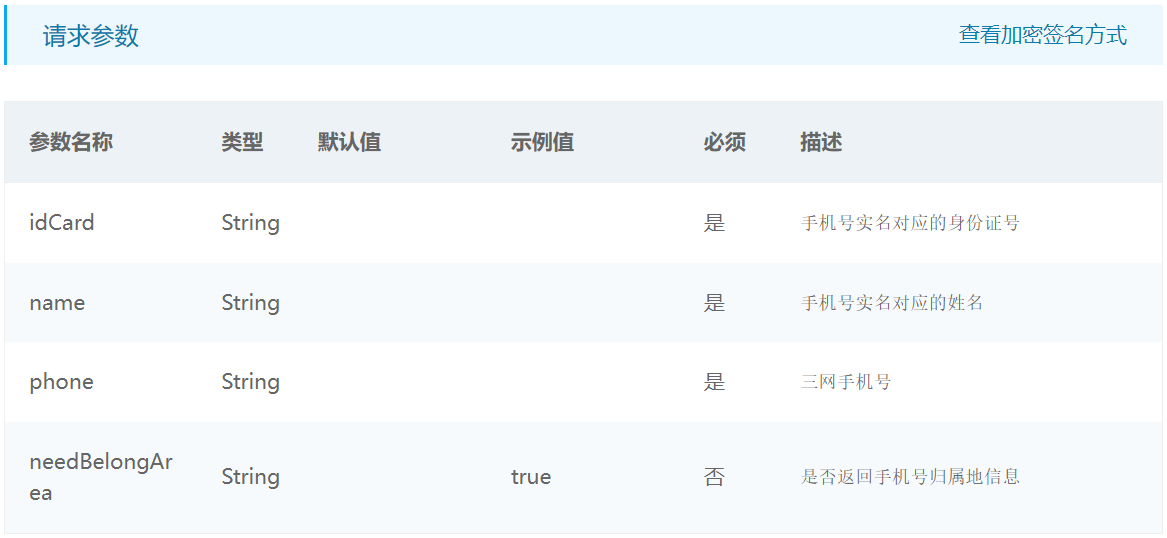 请求参数 查看加密签名方式
参数名称 类型 默认值 示例值 必须 描述
idCard String 是 手机号实名对应的身份证号
name String 是 手机号实名对应的姓名
phone String 是 三网手机号
needBelongAr
ea String true 否 是否返回手机号归属地信息